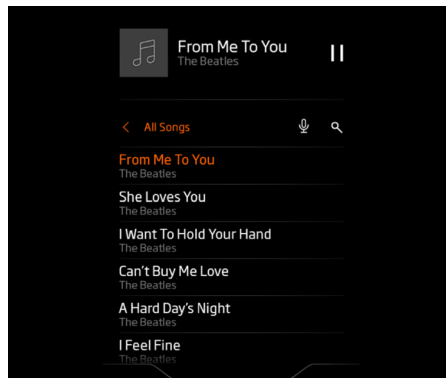 From Me To You
The Beatles
All Songs
From Me To You
The Beatles
She Loves You
The Beatles
I Want To Hold Your Hand
The Beatles
Can't Buy Me Love
The Beatles
A Hard Day's Night
The Beatles
I Feel Fine
The Beatles